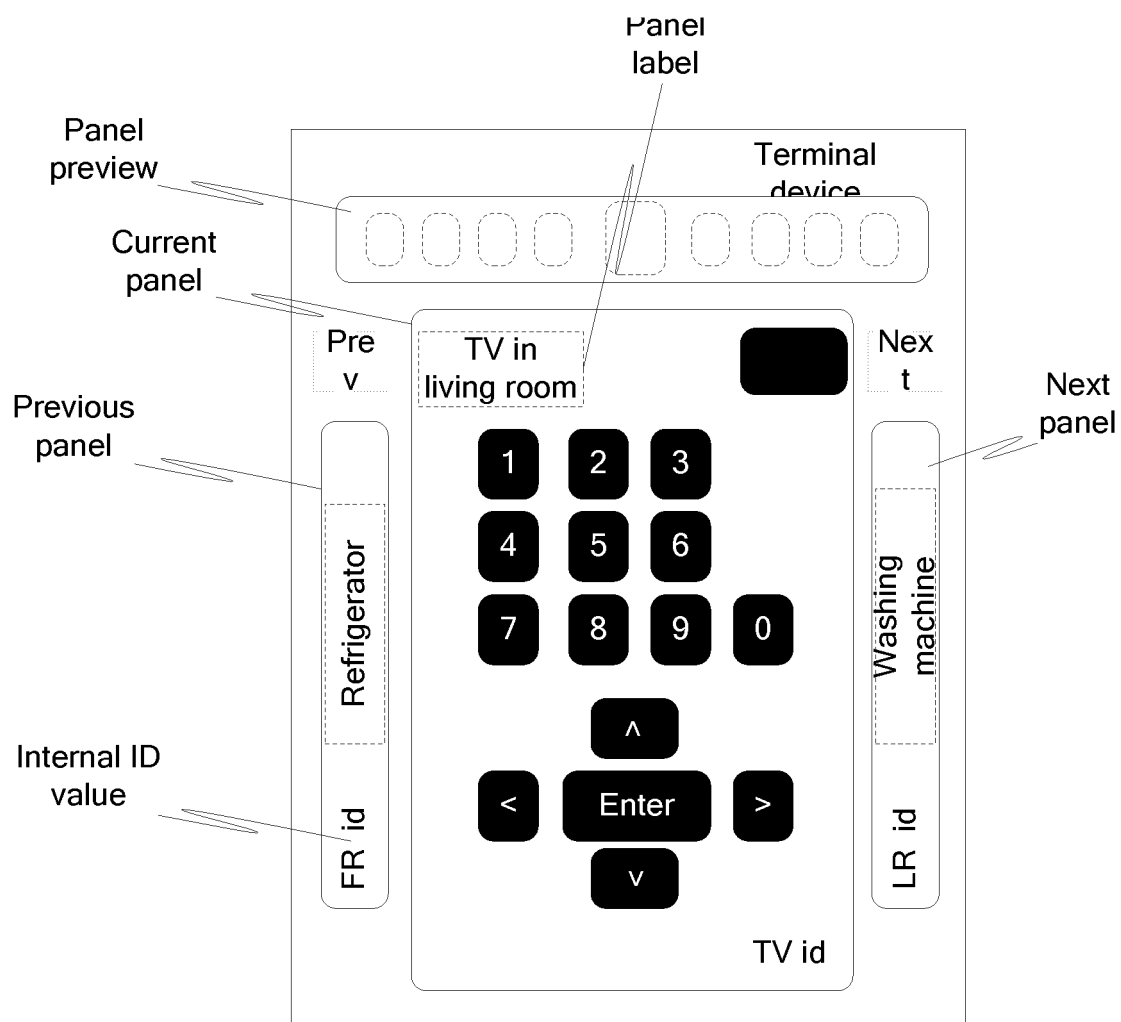 Panel
label
Panel
preview
Terminal
device
Current
panel
Pre
v
TV in
living room
Nex
t
Previous
panel
Next
panel
1 2 3
4 5 6
7 8 9 0
Refrigerator
Washing
machine
^
< Enter >
v
Internal ID
value
FR id
LR id
TV id